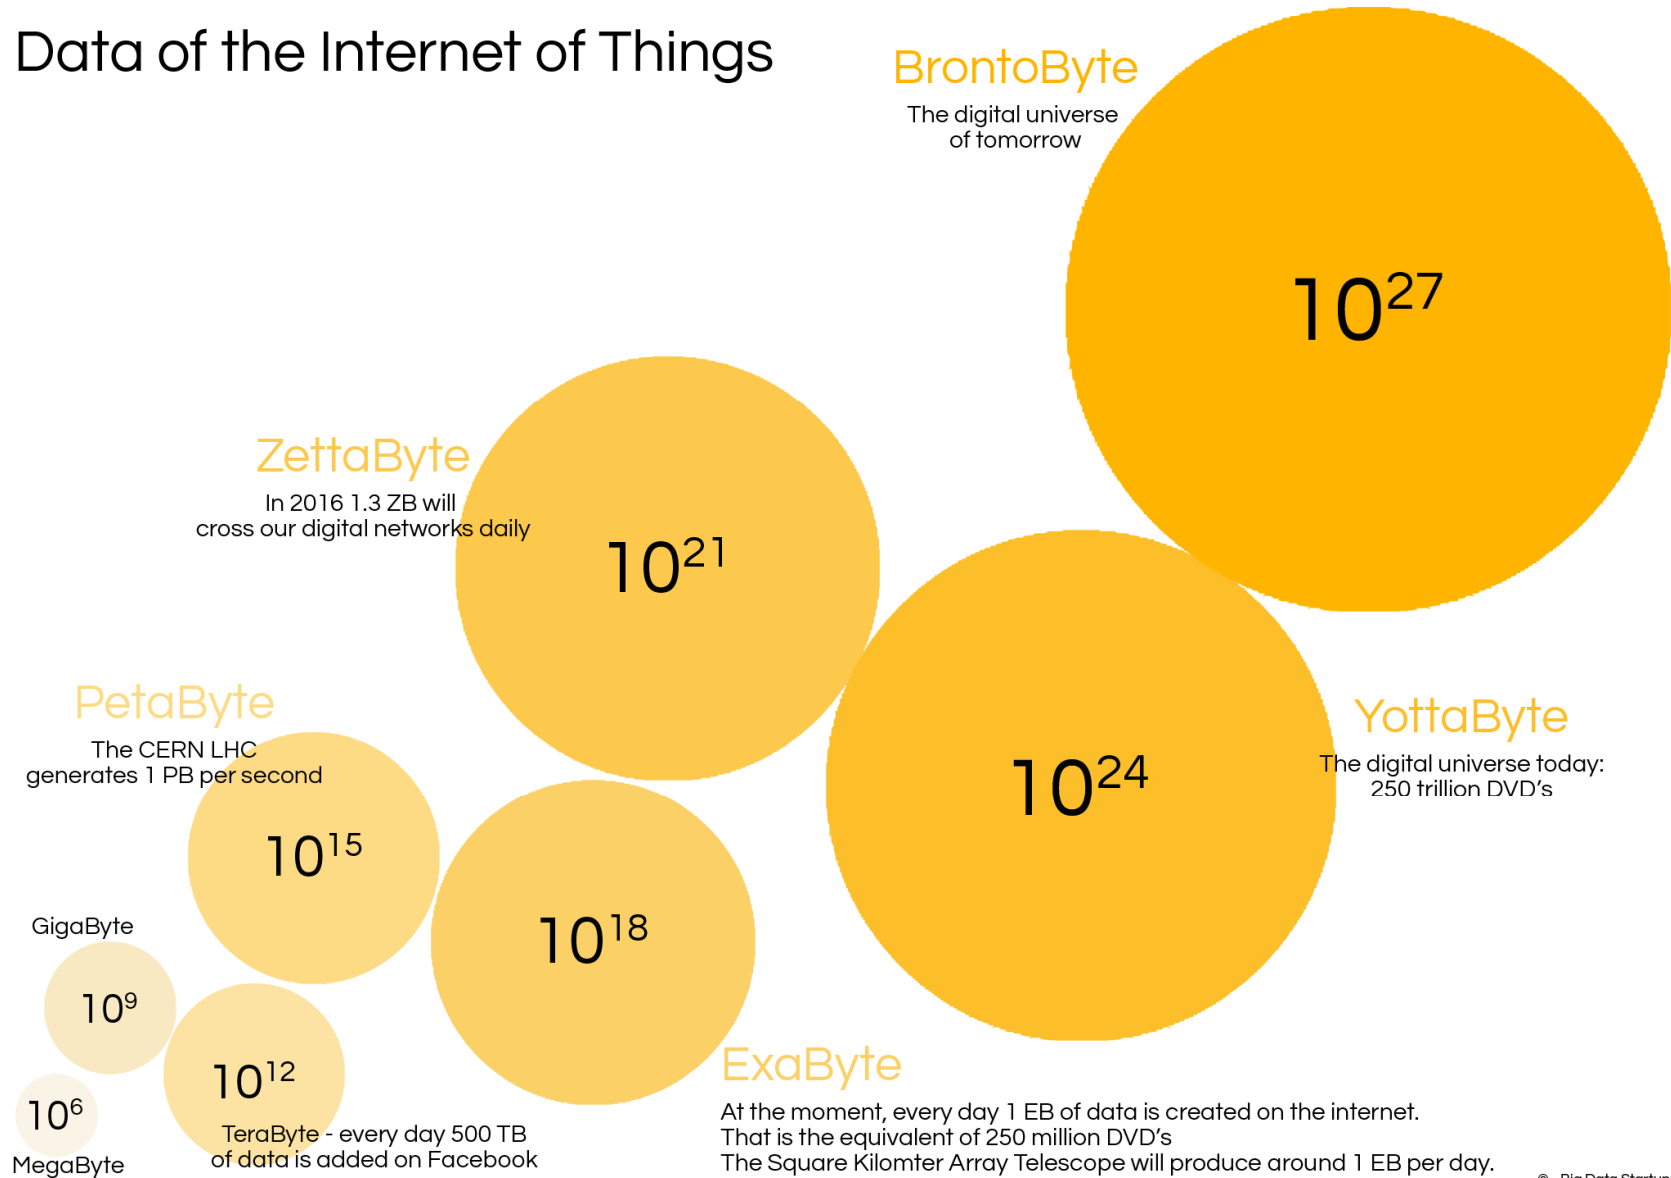 Data of the Internet of Things
BrontoByte
The digital universe
of tomorrow
10²⁷
ZettaByte
In 2016 1.3 ZB will
cross our digital networks daily
10²¹
PetaByte
The CERN LHC
generates 1 PB per second
10¹⁵
YottaByte
The digital universe today:
250 trillion DVD's
10²⁴
GigaByte
10⁹
10¹⁸
10¹²
TeraByte - every day 500 TB
of data is added on Facebook
10⁶
MegaByte
ExaByte
At the moment, every day 1 EB of data is created on the internet.
That is the equivalent of 250 million DVD's
The Square Kilomter Array Telescope will produce around 1 EB per day.
© Big Data Startup